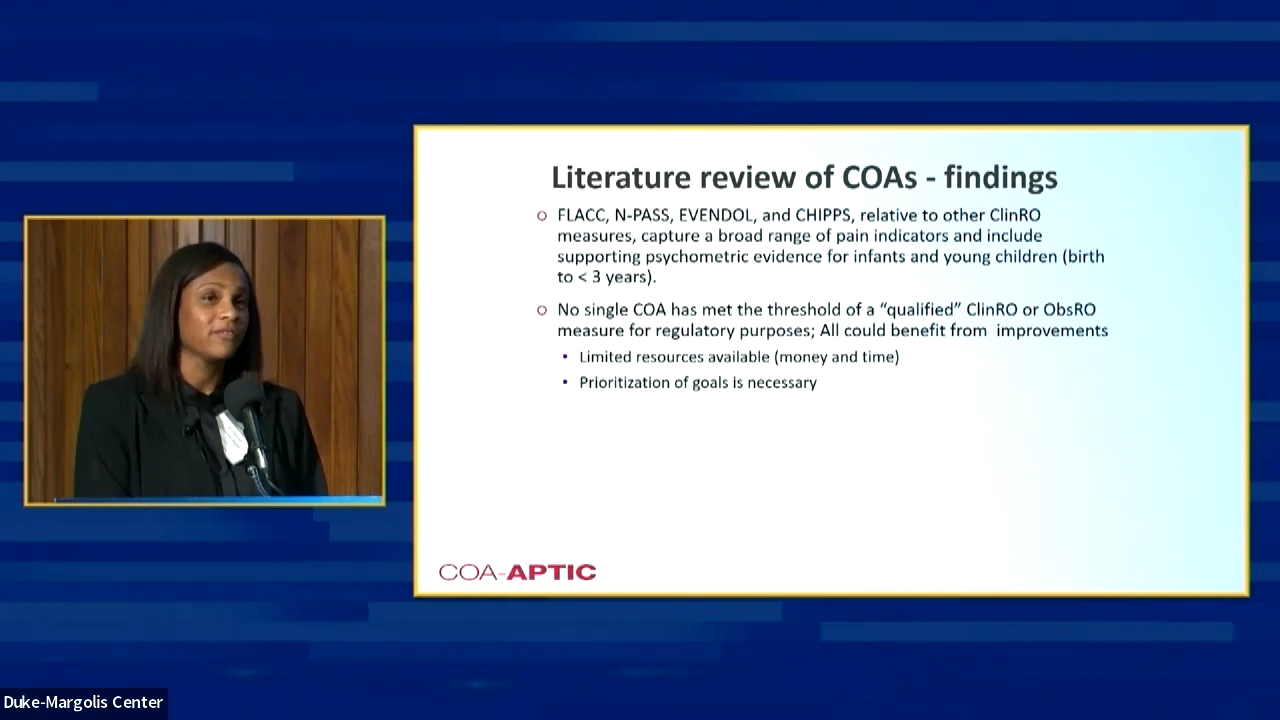 Literature review of COAs - findings
FLACC, N-PASS, EVENDOL, and CHIPPS, relative to other ClinRO
measures, capture a broad range of pain indicators and include
supporting psychometric evidence for infants and young children (birth
to < 3 years).
No single COA has met the threshold of a “qualified” ClinRO or ObsRO
measure for regulatory purposes; All could benefit from  improvements
Limited resources available (money and time)
Prioritization of goals is necessary
COA-APTIC
Duke-Margolis Center